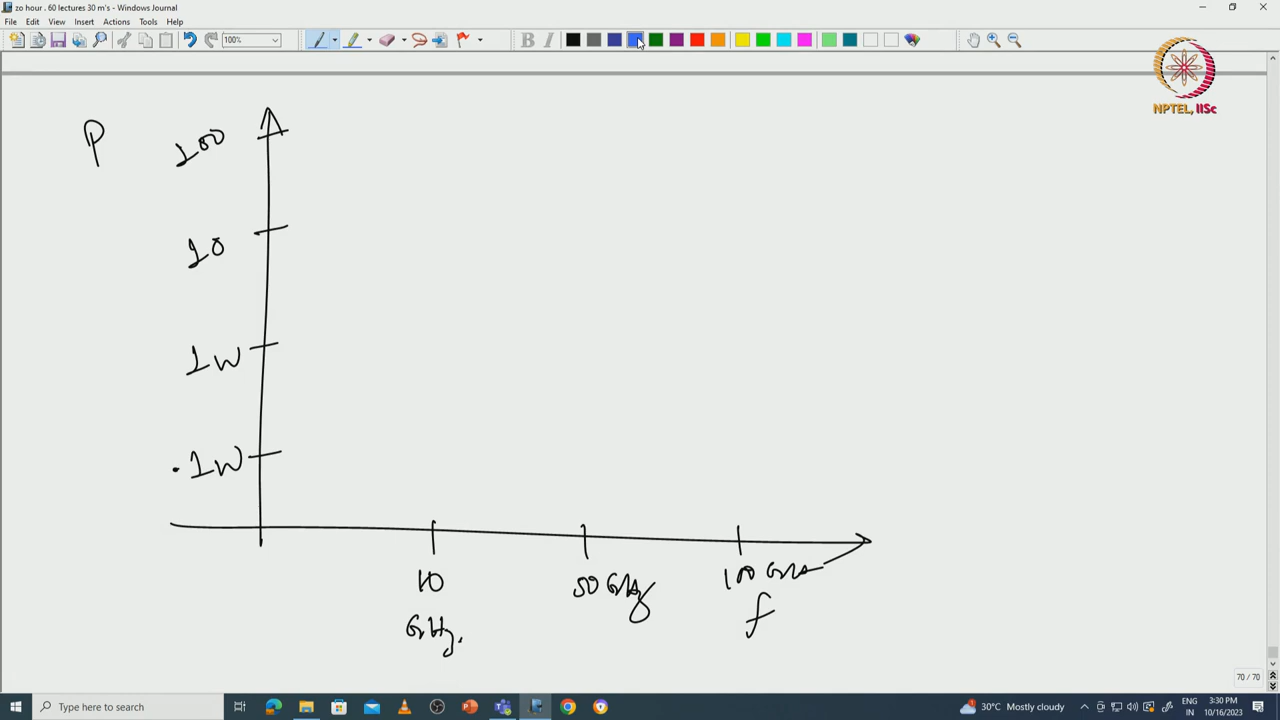 zo hour . 60 lectures 30 m's - Windows Journal
File Edit View Insert Actions Tools Help
100%
B I
NPTEL, IISc
P
100
10
1W
.1W
10
GHz.
50 GHz
100 GHz
f
70 / 70
Type here to search
30°C Mostly cloudy
ENG
IN
3:30 PM
10/16/2023